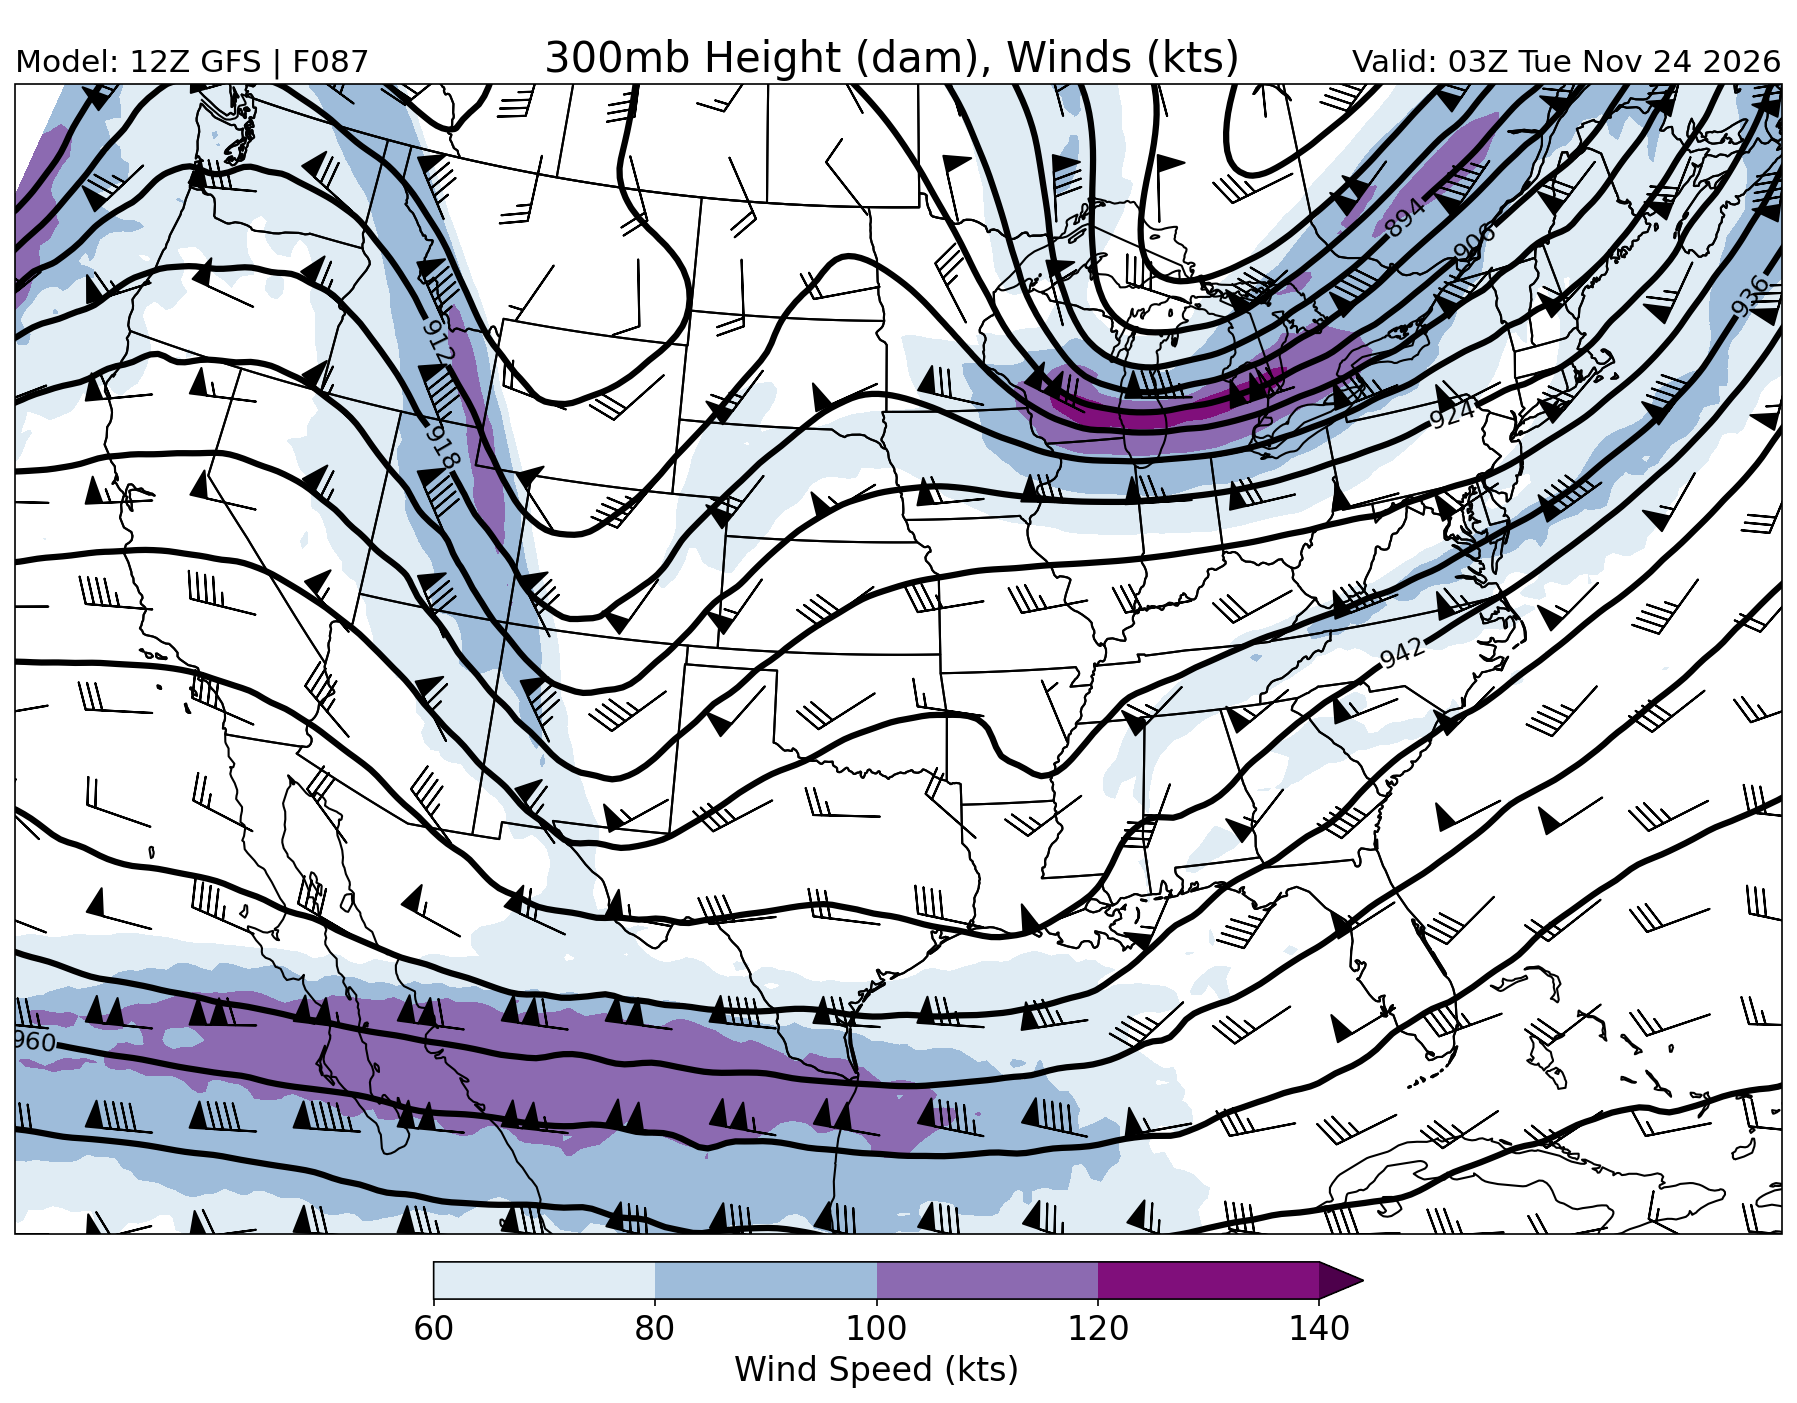 Model: 12Z GFS | F087
300mb Height (dam), Winds (kts)
Valid: 03Z Tue Nov 24 2026
894
906
936
912
924
918
942
960
60 80 100 120 140
Wind Speed (kts)